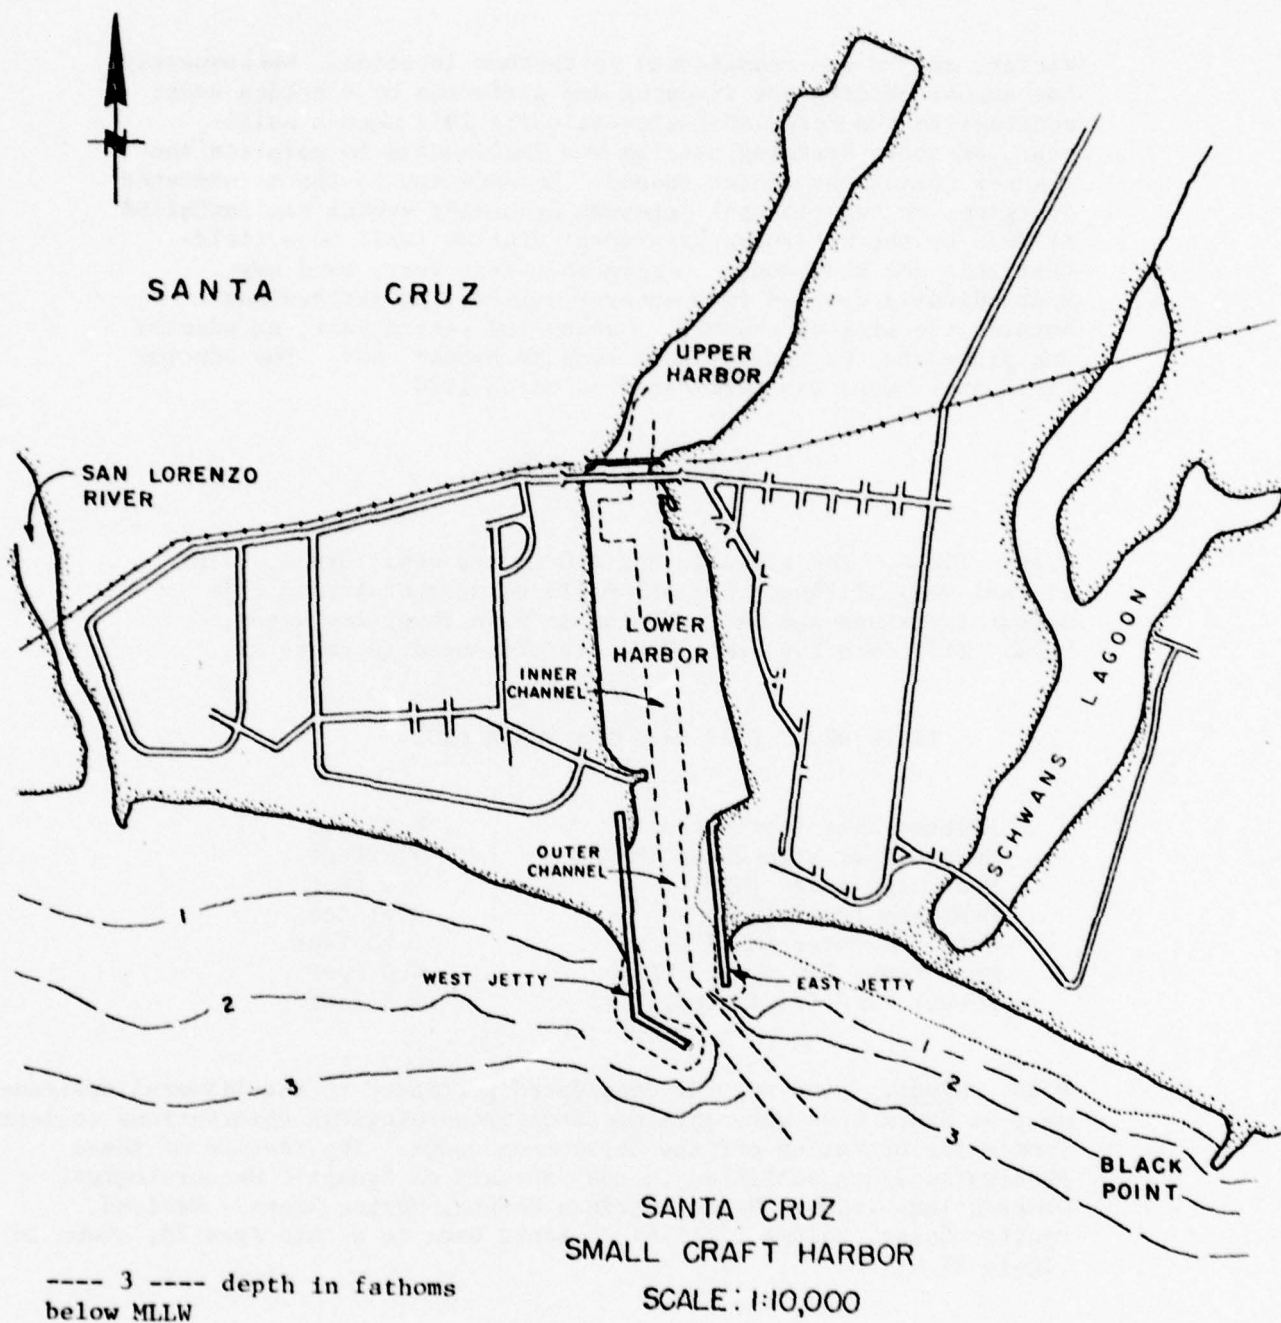 SANTA CRUZ
UPPER
HARBOR
SAN LORENZO
RIVER
LOWER
HARBOR
INNER
CHANNEL
SCHWANS LAGOON
OUTER
CHANNEL
1
WEST JETTY
EAST JETTY
2
1
3
2
3
BLACK
POINT
SANTA CRUZ
SMALL CRAFT HARBOR
SCALE: 1:10,000
---- 3 ---- depth in fathoms
below MLLW